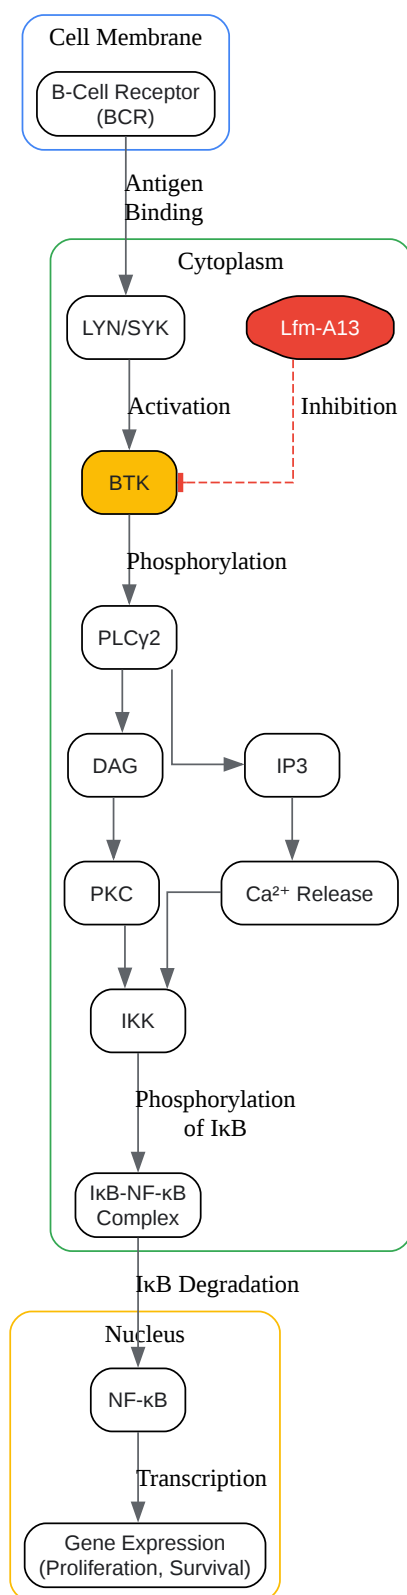 Cell Membrane
B-Cell Receptor
(BCR)
Antigen
Binding
Cytoplasm
LYN/SYK
Lfm-A13
Activation
Inhibition
BTK
Phosphorylation
PLCγ2
DAG
IP3
PKC
Ca²⁺ Release
IKK
Phosphorylation
of IκB
IκB-NF-κB
Complex
IκB Degradation
Nucleus
NF-κB
Transcription
Gene Expression
(Proliferation, Survival)